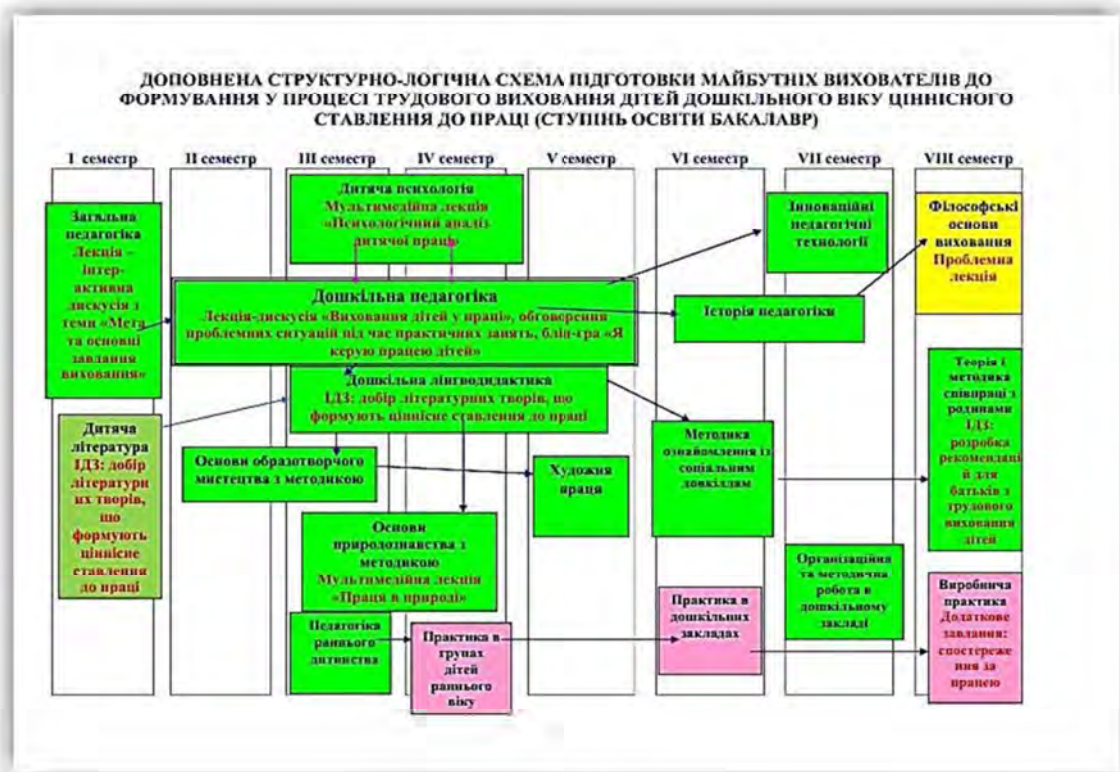 ДОПОВНЕНА СТРУКТУРНО-ЛОГІЧНА СХЕМА ПІДГОТОВКИ МАЙБУТНІХ ВИХОВАТЕЛІВ ДО
ФОРМУВАННЯ У ПРОЦЕСІ ТРУДОВОГО ВИХОВАННЯ ДІТЕЙ ДОШКІЛЬНОГО ВІКУ ЦІННІСНОГО
СТАВЛЕННЯ ДО ПРАЦІ (СТУПІНЬ ОСВІТИ БАКАЛАВР)
I семестр
II семестр
III семестр
IV семестр
V семестр
VI семестр
VII семестр
VIII семестр
Загальна
педагогіка
Лекція –
інтер-
активна
дискусія з
теми «Мета
та основні
завдання
виховання»
Дитяча психологія
Мультимедійна лекція
«Психологічний аналіз
дитячої праці»
Інноваційні
педагогічні
технології
Філософські
основи
виховання
Проблемна
лекція
Дошкільна педагогіка
Лекція-дискусія «Виховання дітей у праці», обговорення
проблемних ситуацій під час практичних занять, бліц-гра «Я
керую працею дітей»
Історія педагогіки
Дошкільна лінгводидактика
ІДЗ: добір літературних творів, що
формують ціннісне ставлення до праці
Теорія і
методика
співпраці з
родинами
ІДЗ:
розробка
рекомендаці
й для
батьків з
трудового
виховання
дітей
Дитяча
література
ІДЗ: добір
літературн
их творів,
що
формують
ціннісне
ставлення
до праці
Основи образотворчого
мистецтва з методикою
Художня
праця
Методика
ознайомлення із
соціальним
довкіллям
Основи
природознавства з
методикою
Мультимедійна лекція
«Праця в природі»
Організаційна
та методична
робота в
дошкільному
закладі
Педагогіка
раннього
дитинства
Практика в
групах
дітей
раннього
віку
Практика в
дошкільних
закладах
Виробнича
практика
Додаткове
завдання:
спостереже
ння за
працею